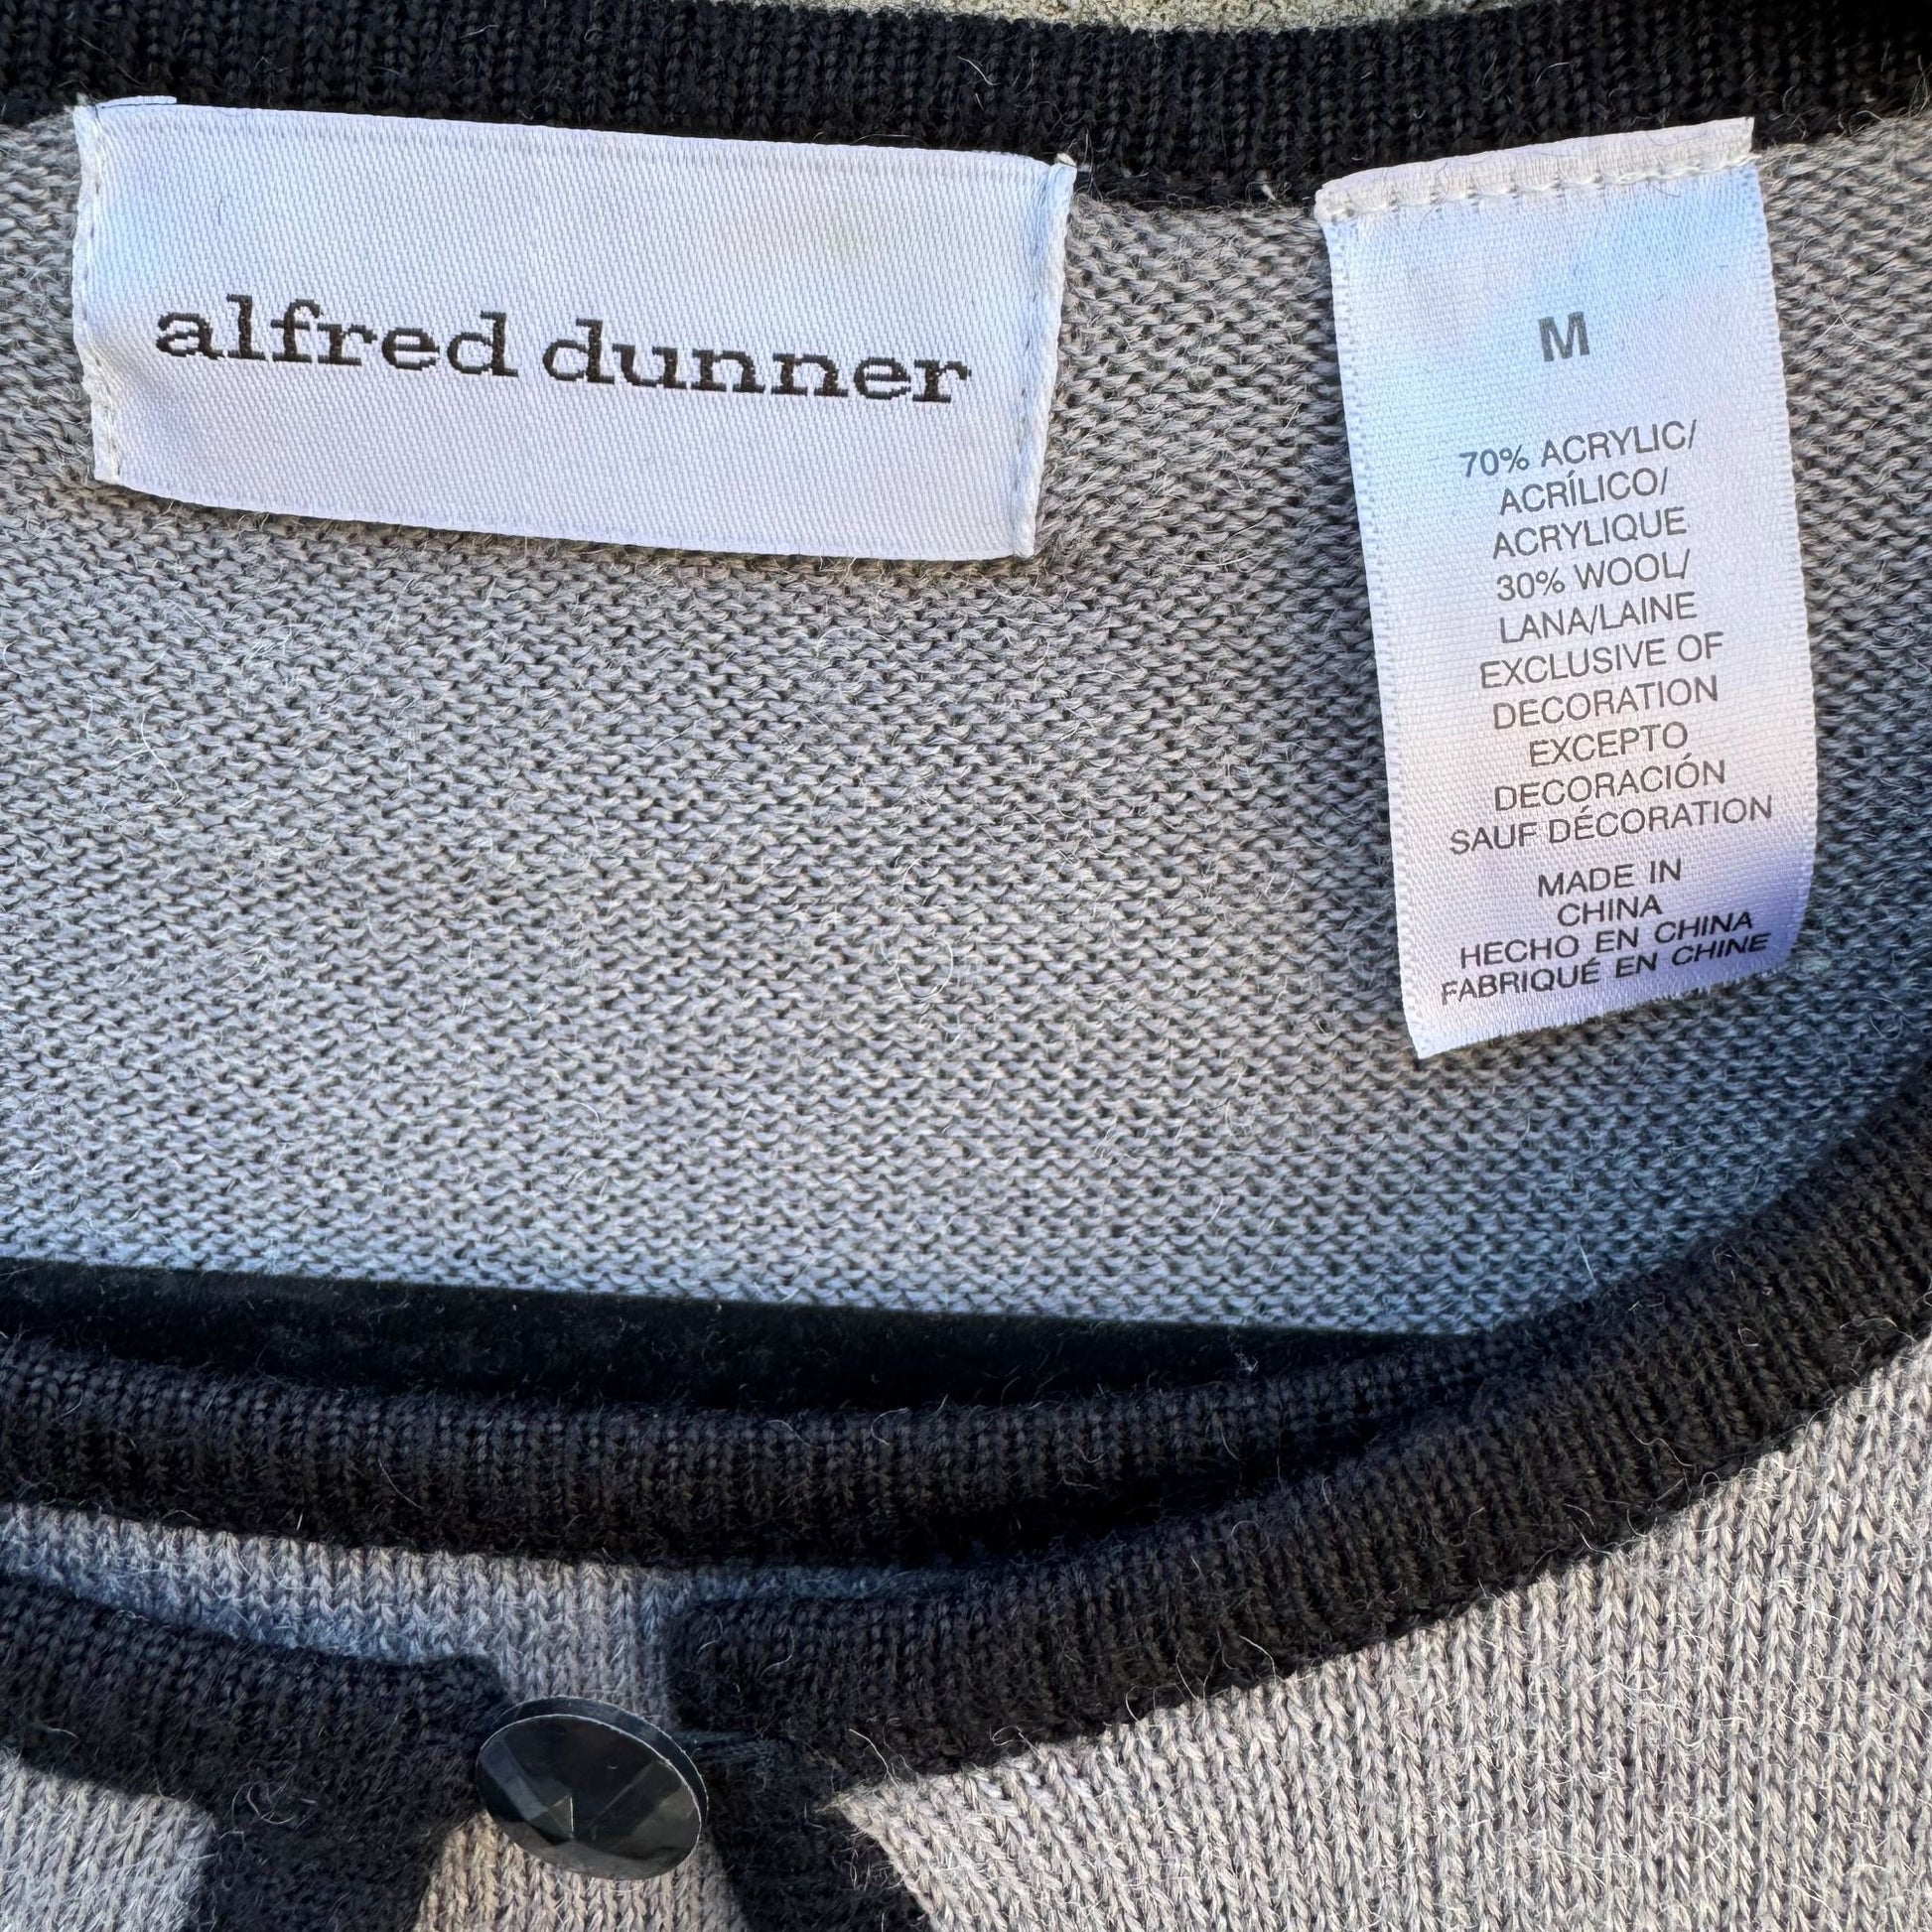 alfred dunner
M
70% ACRYLIC/
ACRÍLICO/
ACRYLIQUE
30% WOOL/
LANA/LAINE
EXCLUSIVE OF
DECORATION
EXCEPTO
DECORACIÓN
SAUF DÉCORATION
MADE IN
CHINA
HECHO EN CHINA
FABRIQUÉ EN CHINE